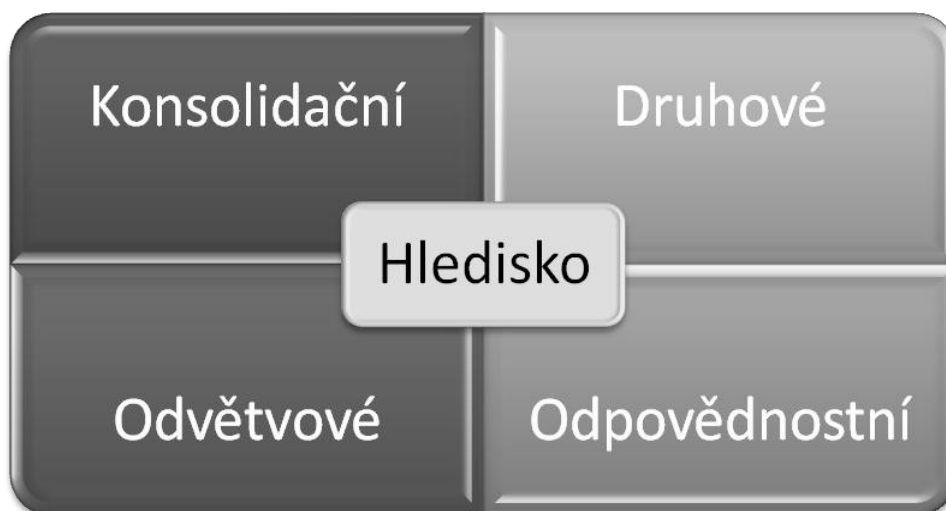 Konsolidační
Druhové
Hledisko
Odvětvové
Odpovědnostní